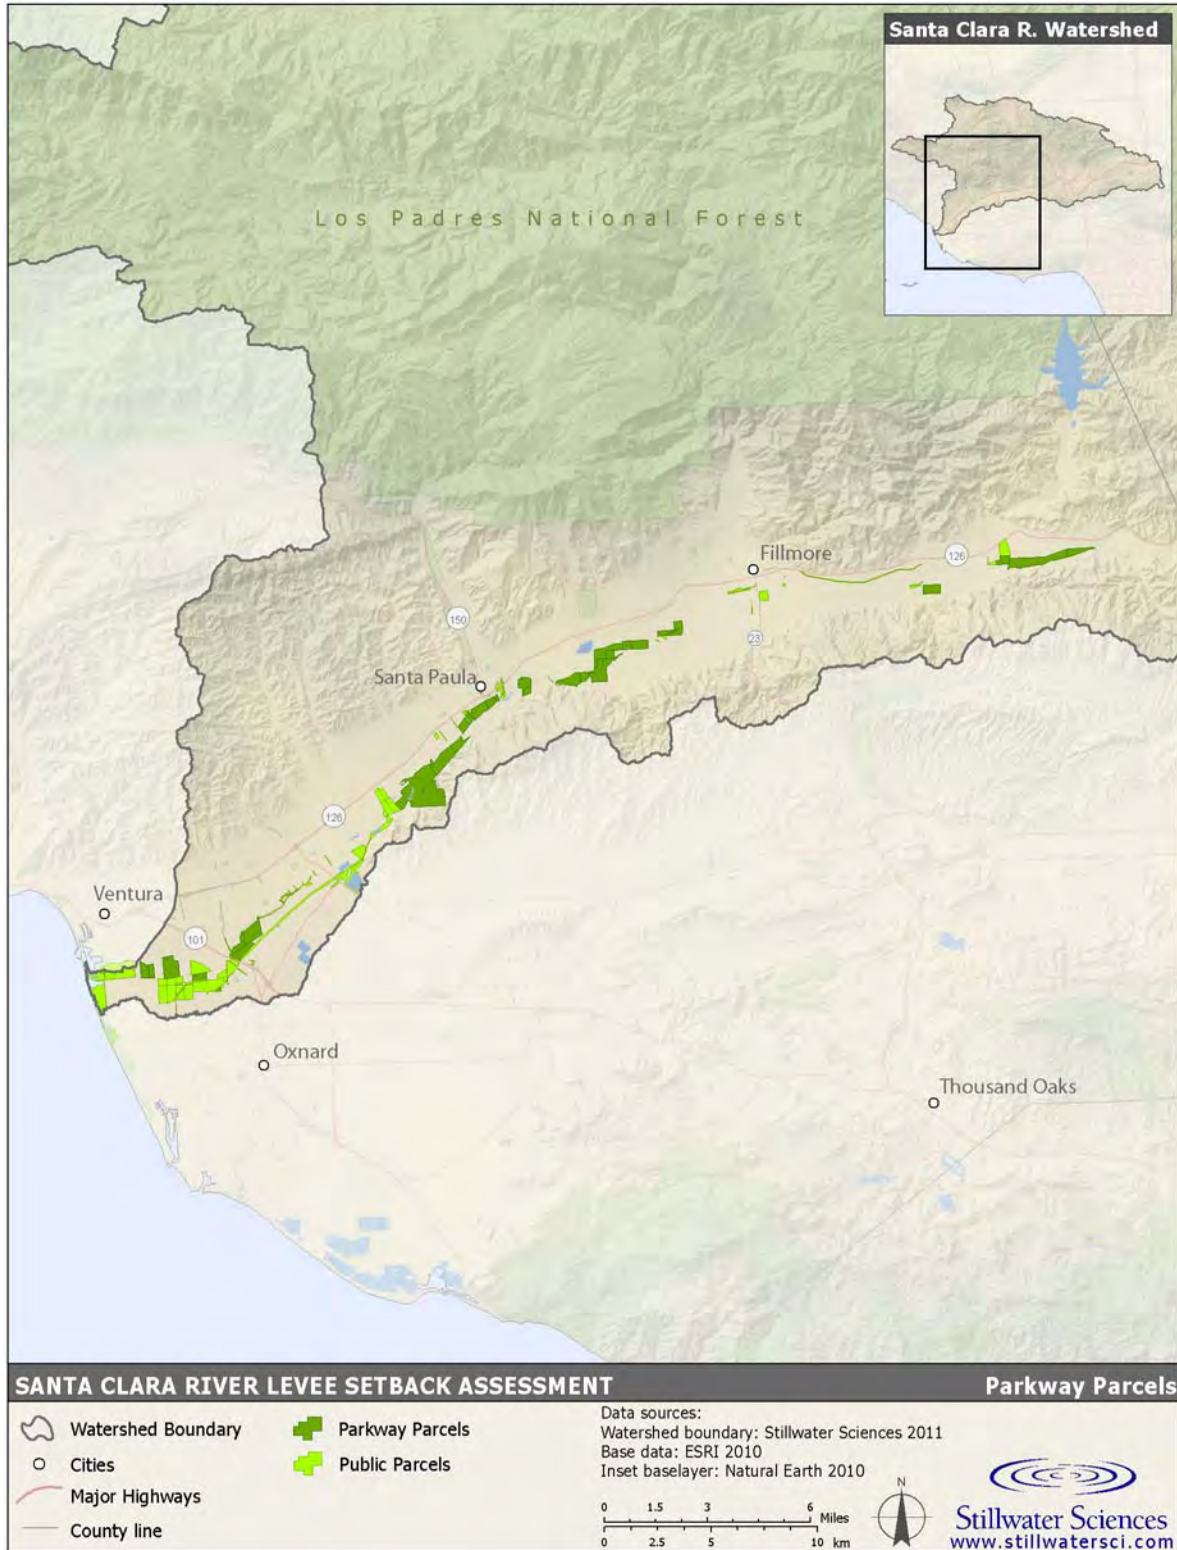 Santa Clara R. Watershed
Los Padres National Forest
Fillmore
126
150
23
Santa Paula
126
Ventura
101
Oxnard
Thousand Oaks
SANTA CLARA RIVER LEVEE SETBACK ASSESSMENT
Parkway Parcels
Watershed Boundary
Cities
Major Highways
County line
Parkway Parcels
Public Parcels
Data sources:
Watershed boundary: Stillwater Sciences 2011
Base data: ESRI 2010
Inset baselayer: Natural Earth 2010
0 1.5 3 6 Miles
0 2.5 5 10 km
N
Stillwater Sciences
www.stillwatersci.com